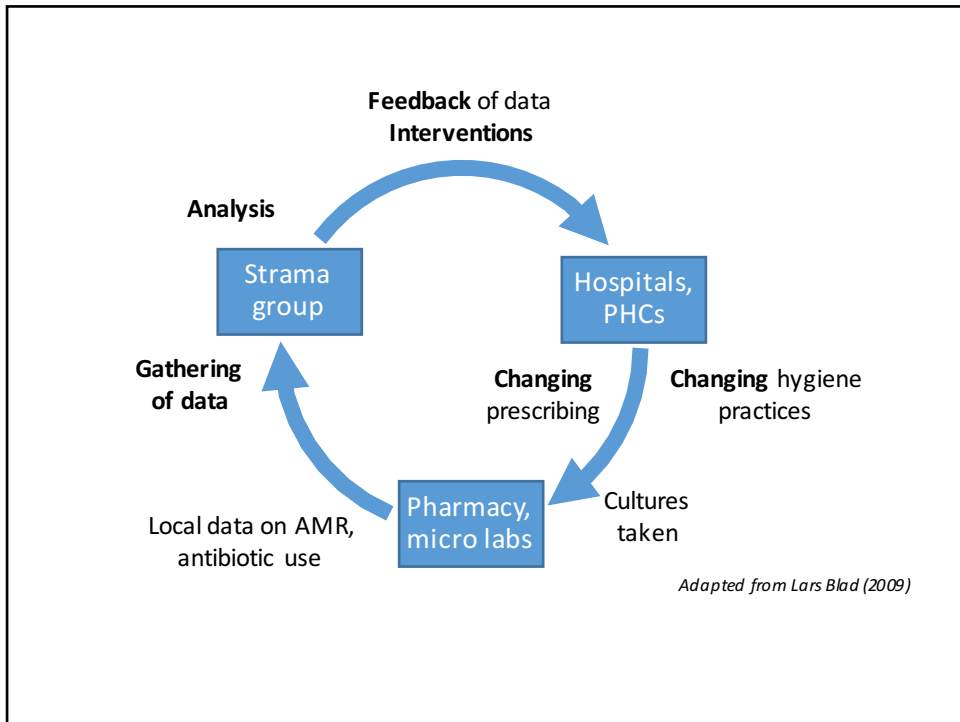 Feedback of data
Interventions
Analysis
Strama
group
Hospitals,
PHCs
Gathering
of data
Changing
prescribing
Changing hygiene
practices
Pharmacy,
micro labs
Cultures
taken
Local data on AMR,
antibiotic use
Adapted from Lars Blad (2009)